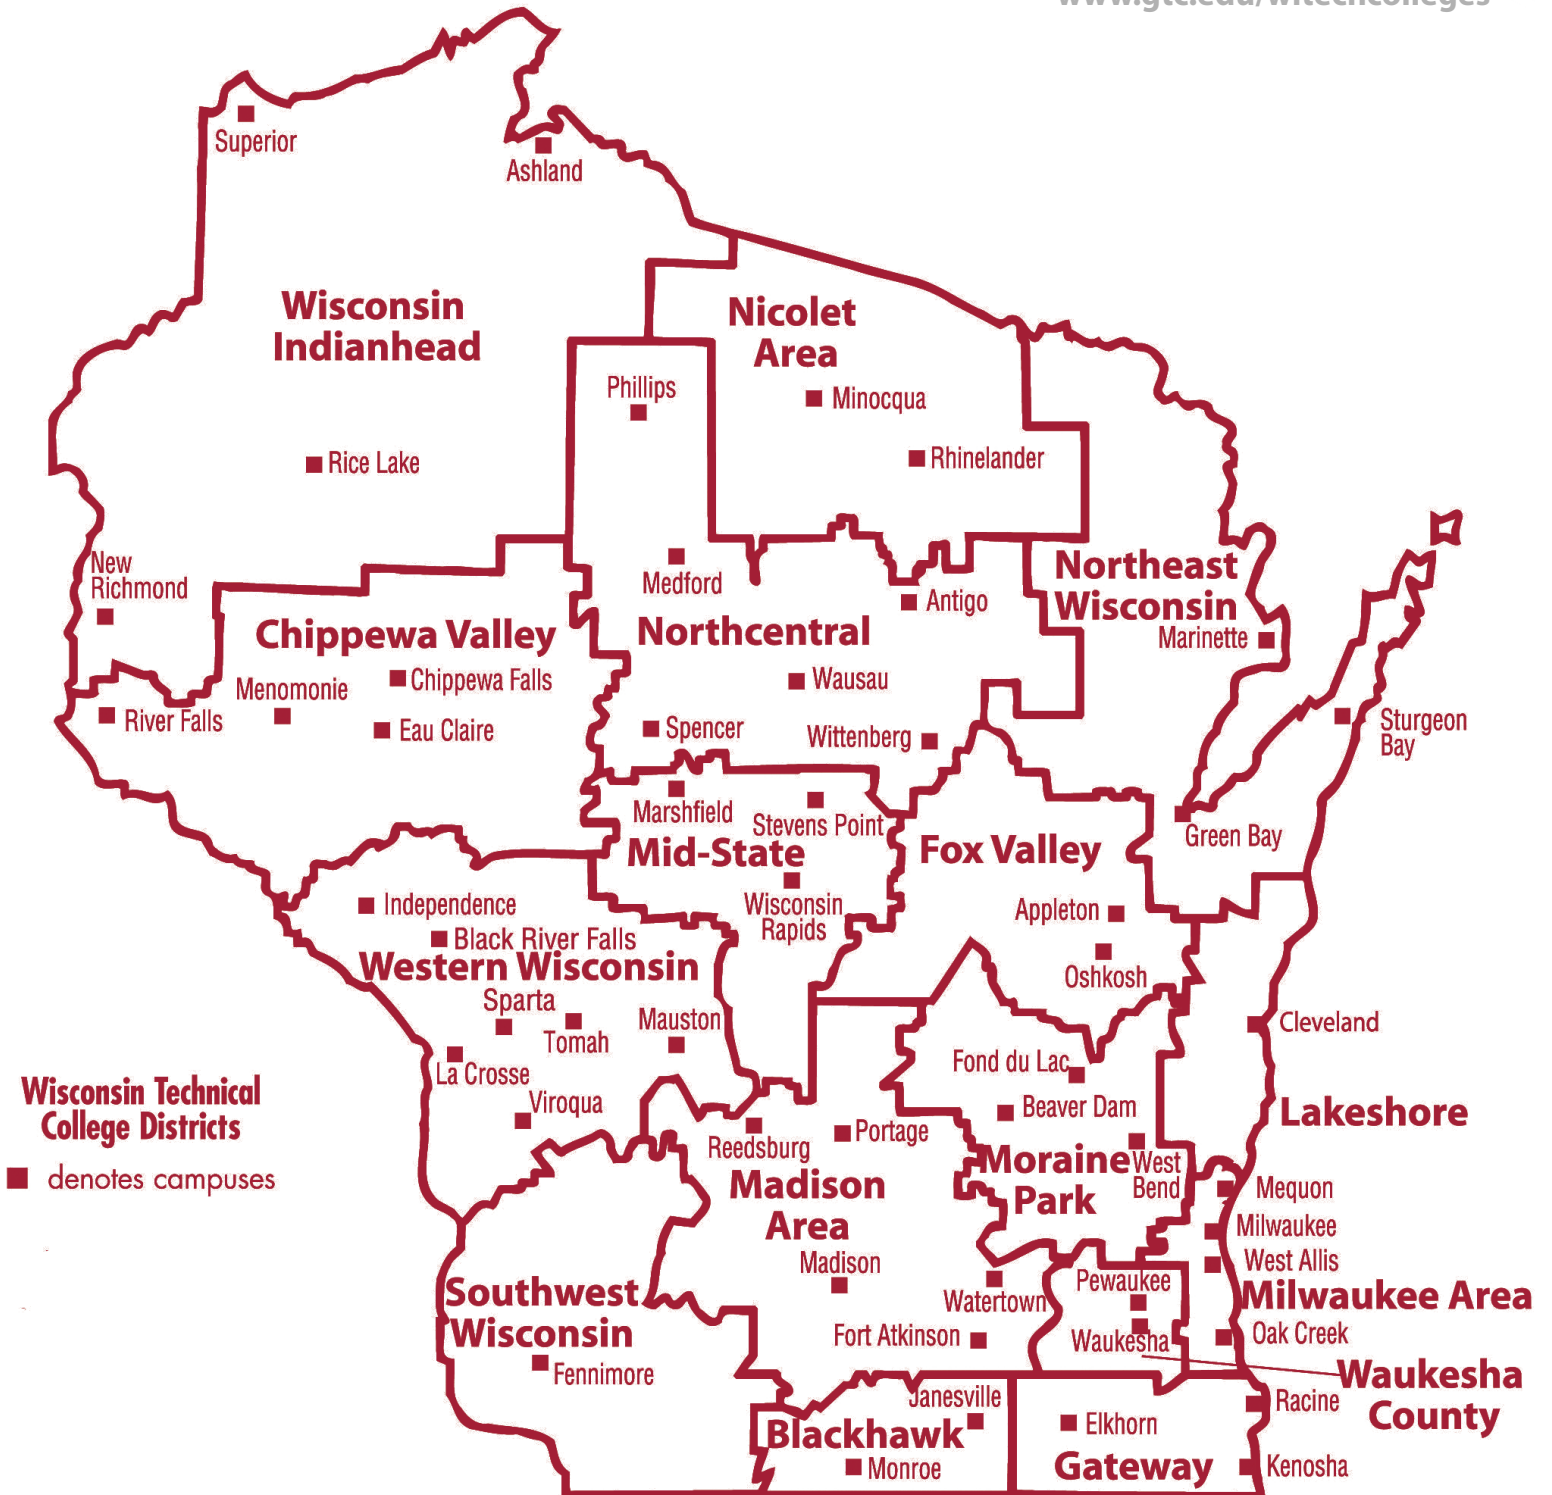 www.gtc.edu/witechcolleges
Superior
Ashland
Wisconsin
Indianhead
Nicolet
Area
Phillips
Minocqua
Rice Lake
Rhinelander
New
Richmond
Medford
Antigo
Northeast
Wisconsin
Marinette
Chippewa Valley
Northcentral
Chippewa Falls
Wausau
Menomonie
River Falls
Eau Claire
Spencer
Wittenberg
Sturgeon
Bay
Marshfield
Stevens Point
Mid-State
Fox Valley
Green Bay
Independence
Wisconsin
Rapids
Appleton
Black River Falls
Western Wisconsin
Oshkosh
Sparta
Tomah
Mauston
Cleveland
La Crosse
Fond du Lac
Wisconsin Technical
College Districts
denotes campuses
Viroqua
Beaver Dam
Lakeshore
Reedsburg
Portage
Moraine
Park
West
Bend
Madison
Area
Mequon
Milwaukee
West Allis
Madison
Pewaukee
Milwaukee Area
Southwest
Wisconsin
Watertown
Fort Atkinson
Waukesha
Oak Creek
Fennimore
Waukesha
County
Janesville
Racine
Blackhawk
Elkhorn
Monroe
Gateway
Kenosha